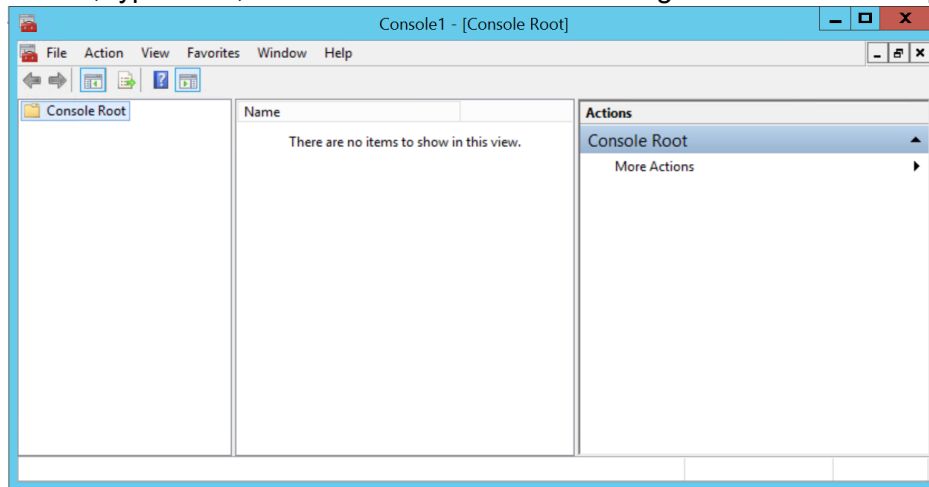 Console1 - [Console Root]
File Action View Favorites Window Help
Console Root
Name
There are no items to show in this view.
Actions
Console Root
More Actions